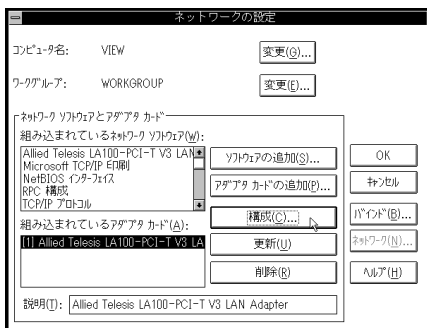 ネットワークの設定
コンピュータ名: VIEW 変更(G)...
ワークグループ: WORKGROUP 変更(E)...
ネットワーク ソフトウェアとアダプタ カード
組み込まれているネットワーク ソフトウェア(W):
Allied Telesis LA100-PCI-T V3 LAN
Microsoft TCP/IP 印刷
NetBIOS インターフェイス
RPC 構成
TCP/IP プロトコル
ソフトウェアの追加(S)...
アダプタ カードの追加(P)...
組み込まれているアダプタ カード(A):
[1] Allied Telesis LA100-PCI-T V3 LA
構成(C)...
更新(U)
削除(R)
説明(T): Allied Telesis LA100-PCI-T V3 LAN Adapter
OK
キャンセル
バインド(B)...
ネットワーク(N)...
ヘルプ(H)